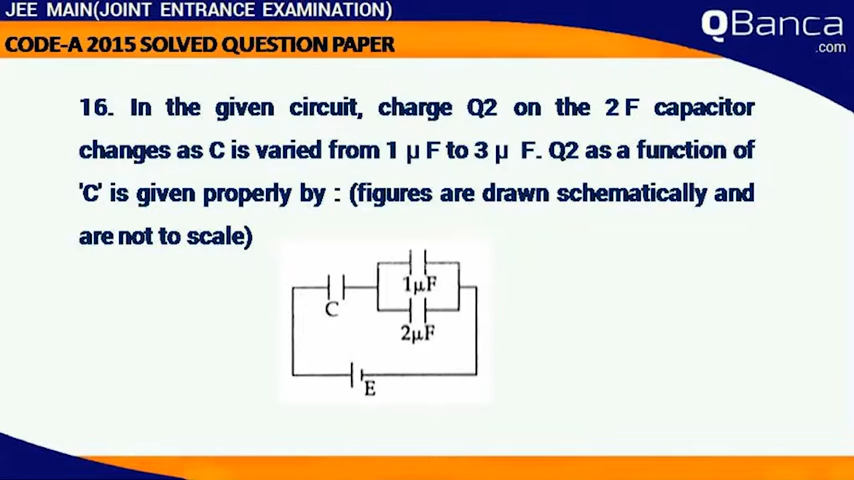 JEE MAIN(JOINT ENTRANCE EXAMINATION)
QBanca
.com
CODE-A 2015 SOLVED QUESTION PAPER
16. In the given circuit, charge Q2 on the 2 F capacitor
changes as C is varied from 1 μ F to 3 μ F. Q2 as a function of
'C' is given properly by : (figures are drawn schematically and
are not to scale)
1μF
C
2μF
E